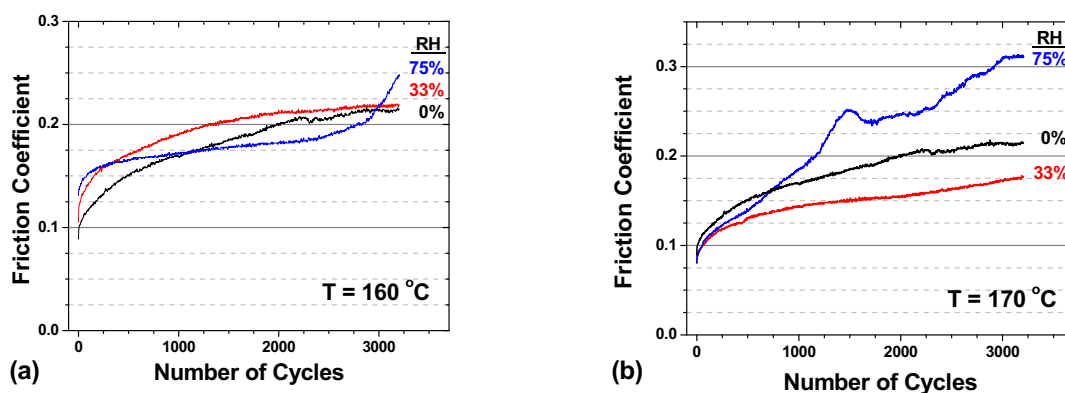 0.3
0.2
0.1
0.0
Friction Coefficient
RH
75%
33%
0%
T = 160 °C
0
1000
2000
3000
Number of Cycles
(a)
0.3
0.2
0.1
0.0
Friction Coefficient
RH
75%
0%
33%
T = 170 °C
0
1000
2000
3000
Number of Cycles
(b)